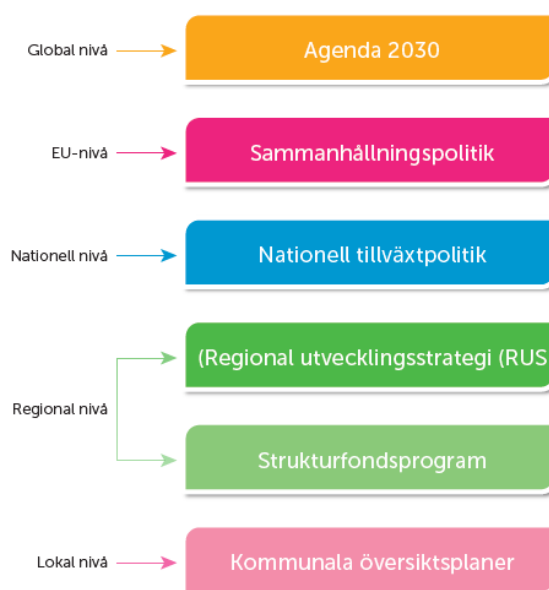 Global nivå
Agenda 2030
EU-nivå
Sammanhållningspolitik
Nationell nivå
Nationell tillväxtpolitik
(Regional utvecklingsstrategi (RUS
Regional nivå
Strukturfondsprogram
Lokal nivå
Kommunala översiktsplaner